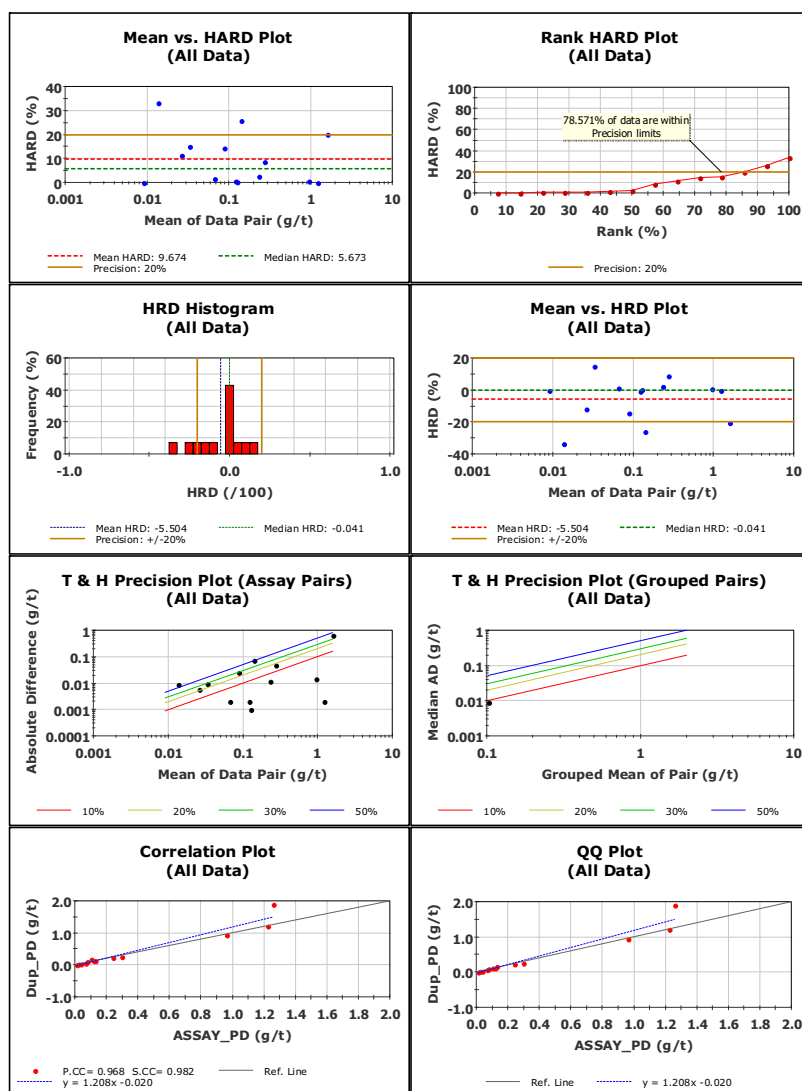 Mean vs. HARD Plot
(All Data)
HARD (%)
40
30
20
10
0
0.001
0.01
0.1
1
10
Mean of Data Pair (g/t)
Mean HARD: 9.674
Median HARD: 5.673
Precision: 20%
Rank HARD Plot
(All Data)
HARD (%)
100
80
60
40
20
0
78.571% of data are within
Precision limits
0 10 20 30 40 50 60 70 80 90 100
Rank (%)
Precision: 20%
HRD Histogram
(All Data)
Frequency (%)
60
40
20
0
-1.0
0.0
1.0
HRD (/100)
Mean HRD: -5.504
Median HRD: -0.041
Precision: +/-20%
Mean vs. HRD Plot
(All Data)
HRD (%)
20
0
-20
-40
0.001
0.01
0.1
1
10
Mean of Data Pair (g/t)
Mean HRD: -5.504
Median HRD: -0.041
Precision: +/-20%
T & H Precision Plot (Assay Pairs)
(All Data)
Absolute Difference (g/t)
1
0.1
0.01
0.001
0.0001
0.001
0.01
0.1
1
10
Mean of Data Pair (g/t)
10%
20%
30%
50%
T & H Precision Plot (Grouped Pairs)
(All Data)
Median AD (g/t)
1
0.1
0.01
0.001
0.1
1
10
Grouped Mean of Pair (g/t)
10%
20%
30%
50%
Correlation Plot
(All Data)
Dup_PD (g/t)
2.0
1.0
0.0
-1.0
0.0 0.2 0.4 0.6 0.8 1.0 1.2 1.4 1.6 1.8 2.0
ASSAY_PD (g/t)
P.CC= 0.968 S.CC= 0.982
Ref. Line
y = 1.208x -0.020
QQ Plot
(All Data)
Dup_PD (g/t)
2.0
1.0
0.0
-1.0
0.0 0.2 0.4 0.6 0.8 1.0 1.2 1.4 1.6 1.8 2.0
ASSAY_PD (g/t)
Ref. Line
y = 1.208x -0.020